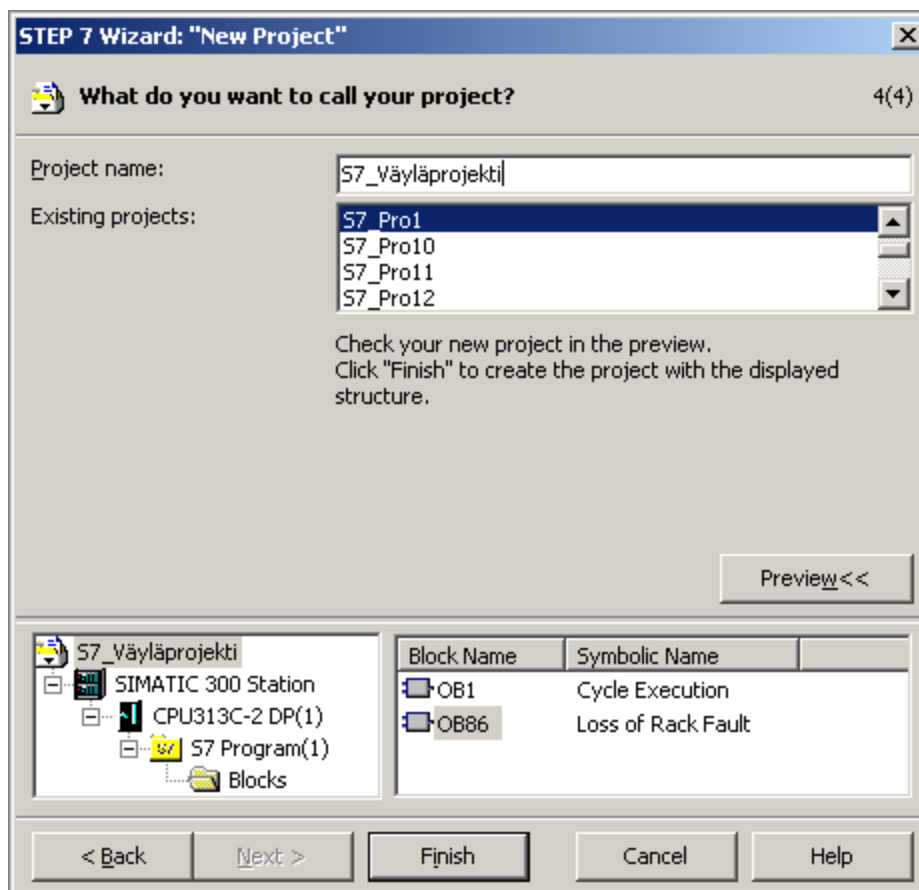 STEP 7 Wizard: "New Project"
What do you want to call your project? 4(4)
Project name: S7_Väyläprojekti
Existing projects: S7_Pro1
S7_Pro10
S7_Pro11
S7_Pro12
Check your new project in the preview.
Click "Finish" to create the project with the displayed
structure.
Preview<<
S7_Väyläprojekti
SIMATIC 300 Station
CPU313C-2 DP(1)
S7 Program(1)
Blocks
Block Name Symbolic Name
OB1 Cycle Execution
OB86 Loss of Rack Fault
< Back Next > Finish Cancel Help